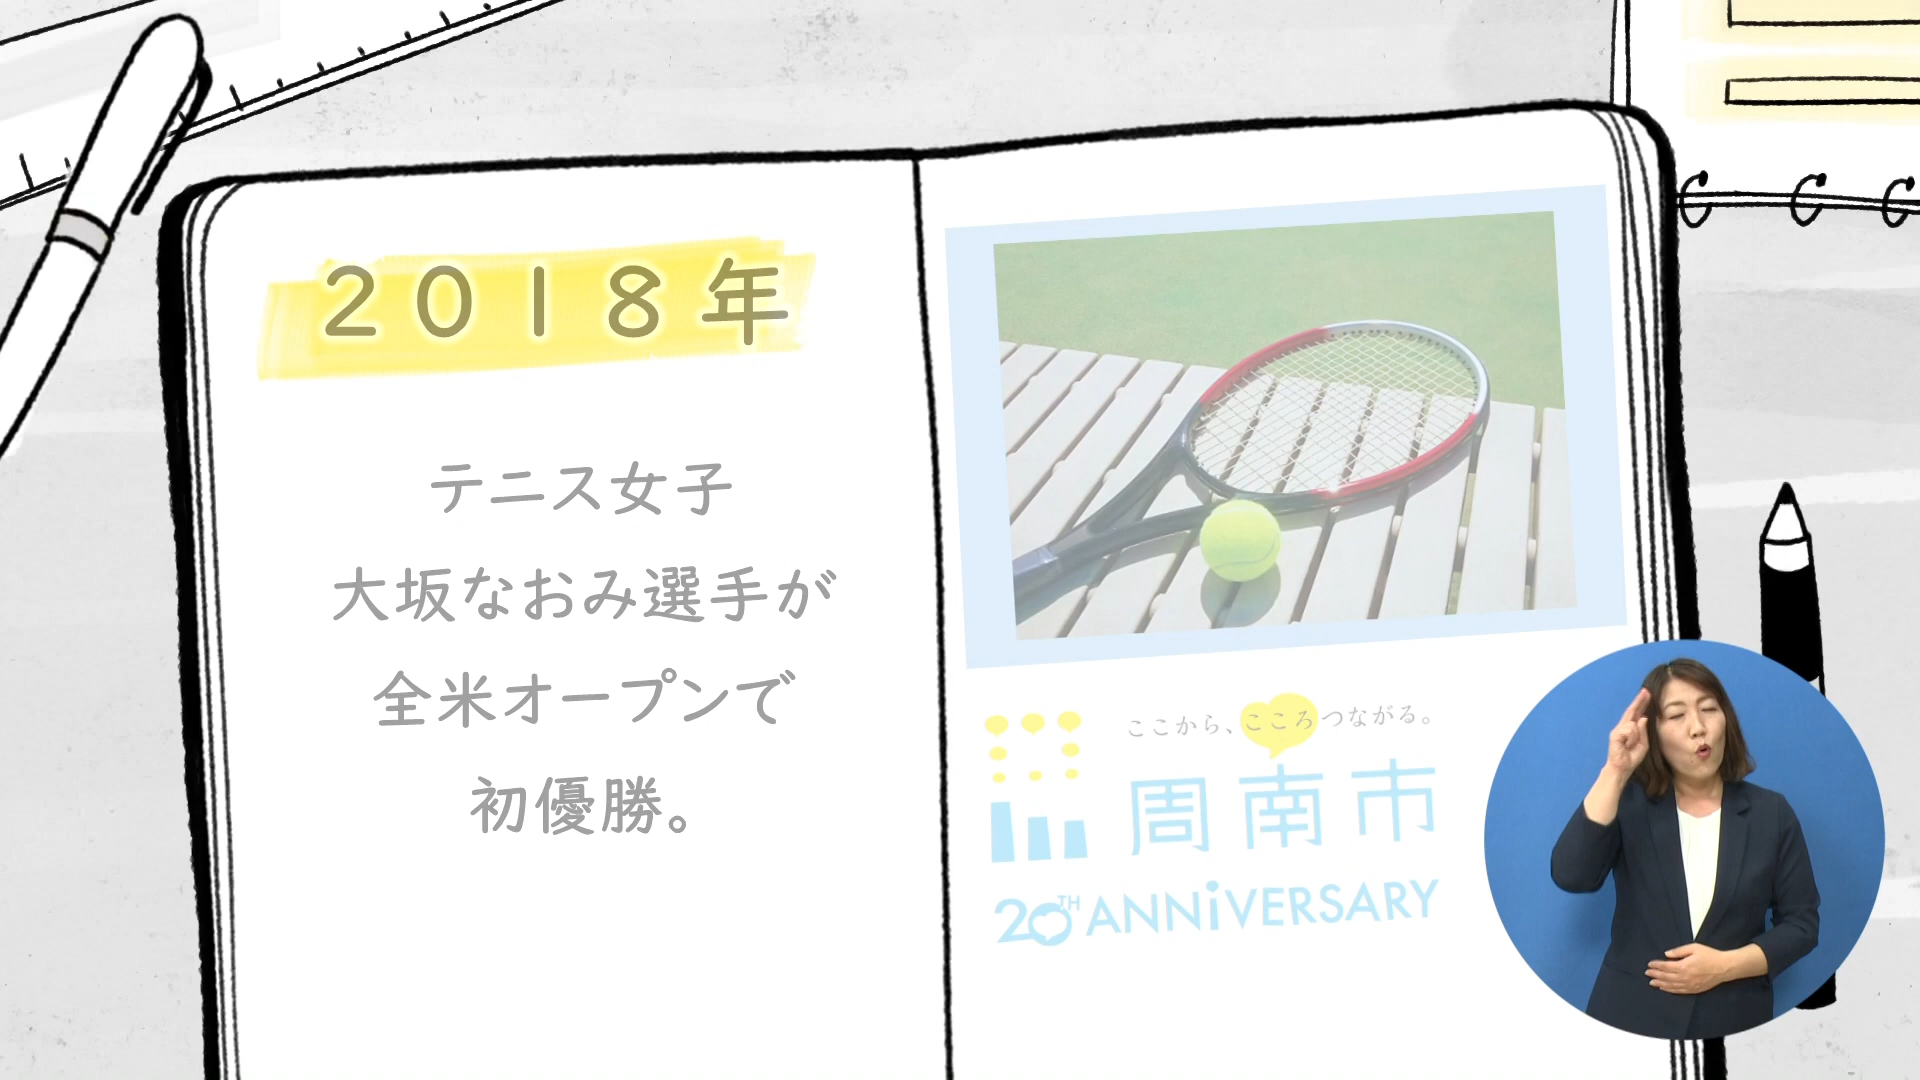 ２０１８年
テニス女子
大坂なおみ選手が
全米オープンで
初優勝。
ここから、こころつながる。
周南市
20TH ANNiVERSARY